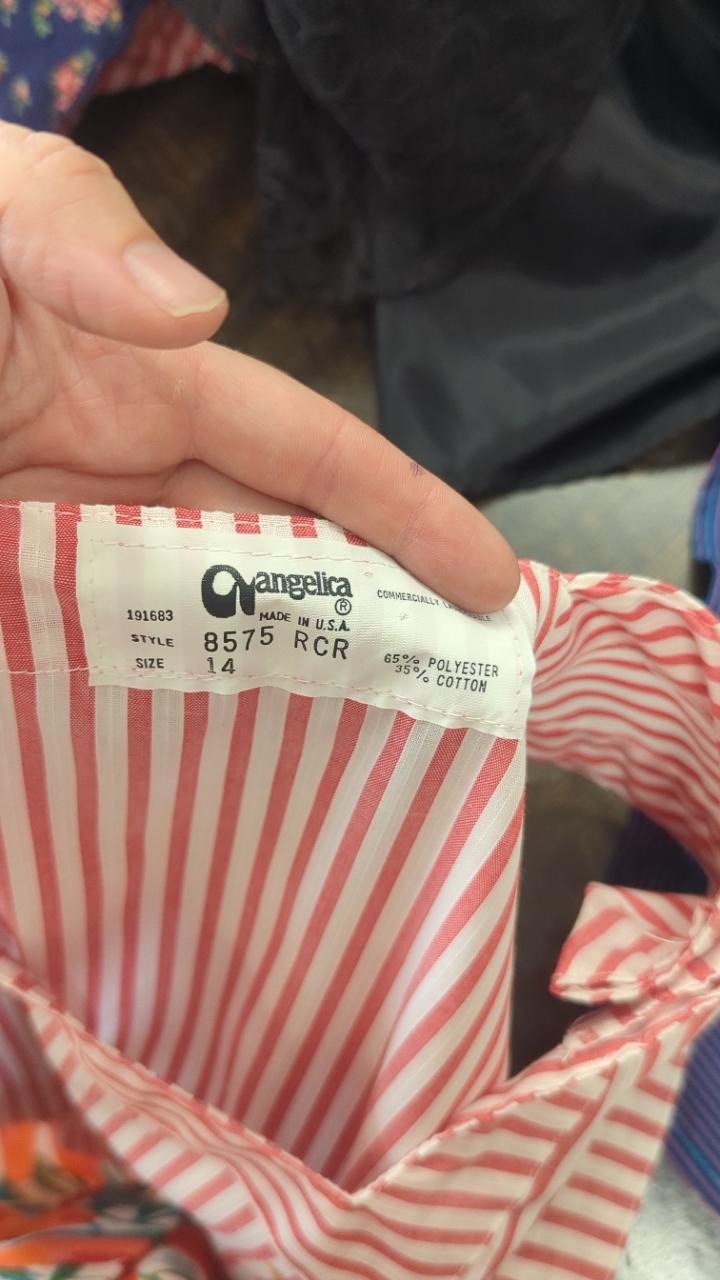 angelica
®
MADE IN U.S.A.
191683
STYLE 8575 RCR
SIZE 14
COMMERCIALLY
65% POLYESTER
35% COTTON